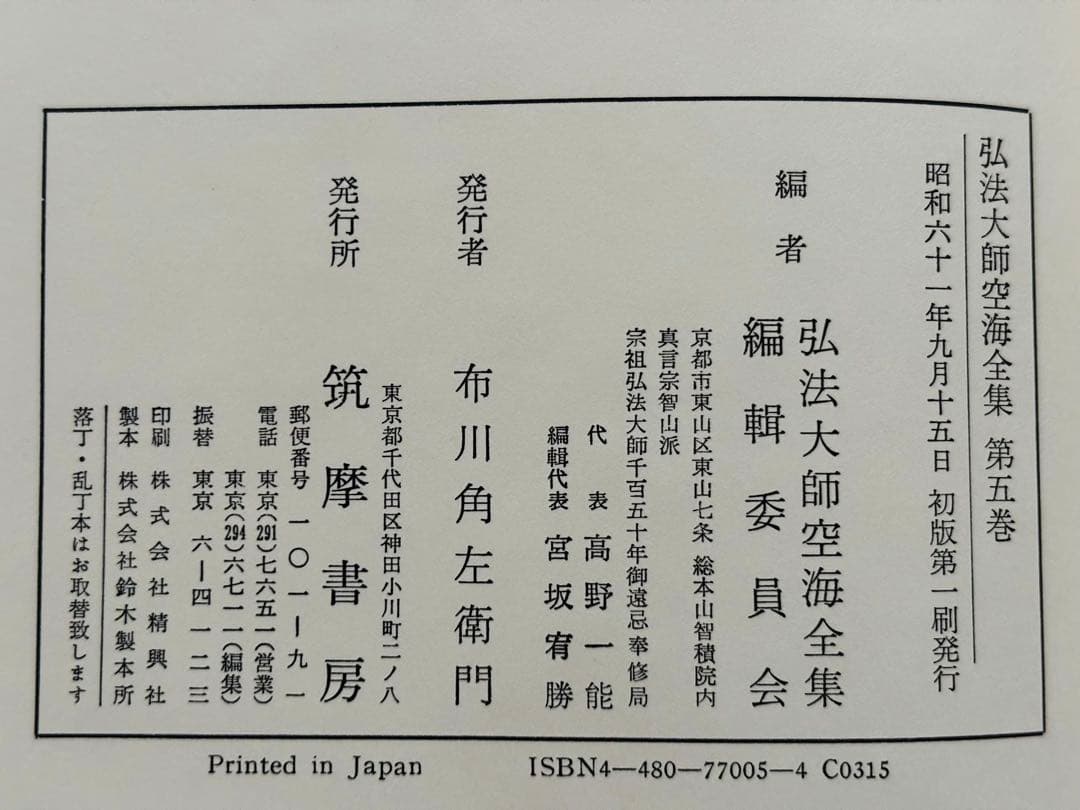 弘法大師空海全集 第五巻
昭和六十一年九月十五日 初版第一刷発行
編者
弘法大師空海全集
編輯委員会
京都市東山区東山七条 総本山智積院内
真言宗智山派
宗祖弘法大師千百五十年御遠忌奉修局
代表 高野一能
編輯代表 宮坂宥勝
発行者 布川角左衛門
東京都千代田区神田小川町二ノ八
発行所 筑摩書房
郵便番号 一〇一ー九一
電話 東京(291)七六五一(営業)
東京(294)六七一一(編集)
振替 東京 六ー四一二三
印刷 株式会社精興社
製本 株式会社鈴木製本所
落丁・乱丁本はお取替致します
Printed in Japan ISBN4—480—77005—4 C0315